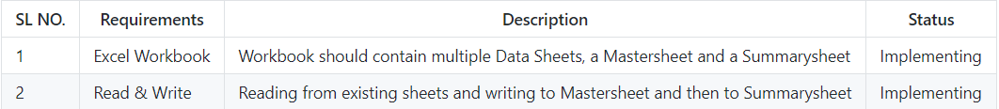 SL NO. Requirements Description Status
1 Excel Workbook Workbook should contain multiple Data Sheets, a Mastersheet and a Summarysheet Implementing
2 Read & Write Reading from existing sheets and writing to Mastersheet and then to Summarysheet Implementing